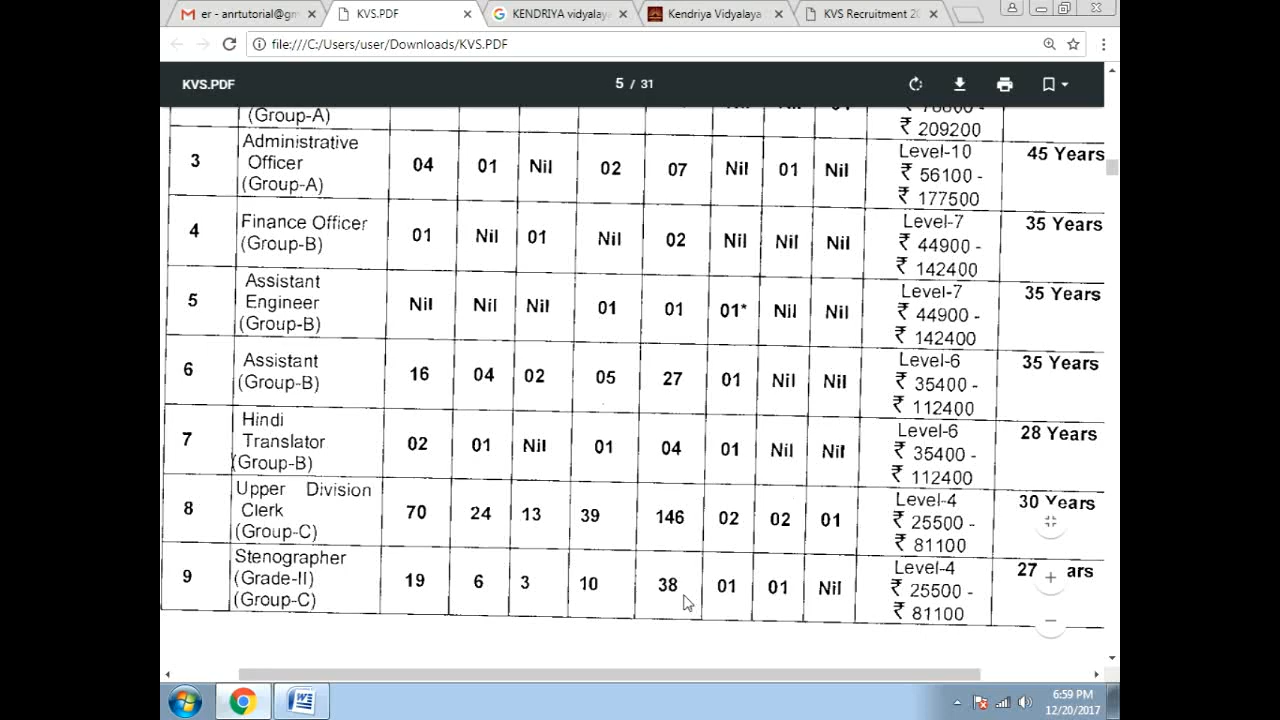 er - anrtutorial@gm
KVS.PDF
KENDRIYA vidyalay
Kendriya Vidyalaya
KVS Recruitment 20
file:///C:/Users/user/Downloads/KVS.PDF
KVS.PDF
5 / 31
(Group-A)
₹ 209200
3
Administrative
Officer
(Group-A)
04 01 Nil 02 07 Nil 01 Nil
Level-10
₹ 56100 -
₹ 177500
45 Years
4
Finance Officer
(Group-B)
01 Nil 01 Nil 02 Nil Nil Nil
Level-7
₹ 44900 -
₹ 142400
35 Years
5
Assistant
Engineer
(Group-B)
Nil Nil Nil 01 01 01* Nil Nil
Level-7
₹ 44900 -
₹ 142400
35 Years
6
Assistant
(Group-B)
16 04 02 05 27 01 Nil Nil
Level-6
₹ 35400 -
₹ 112400
35 Years
7
Hindi
Translator
(Group-B)
02 01 Nil 01 04 01 Nil Nil
Level-6
₹ 35400 -
₹ 112400
28 Years
8
Upper Division
Clerk
(Group-C)
70 24 13 39 146 02 02 01
Level-4
₹ 25500 -
₹ 81100
30 Years
9
Stenographer
(Grade-II)
(Group-C)
19 6 3 10 38 01 01 Nil
Level-4
₹ 25500 -
₹ 81100
27 ars
6:59 PM
12/20/2017